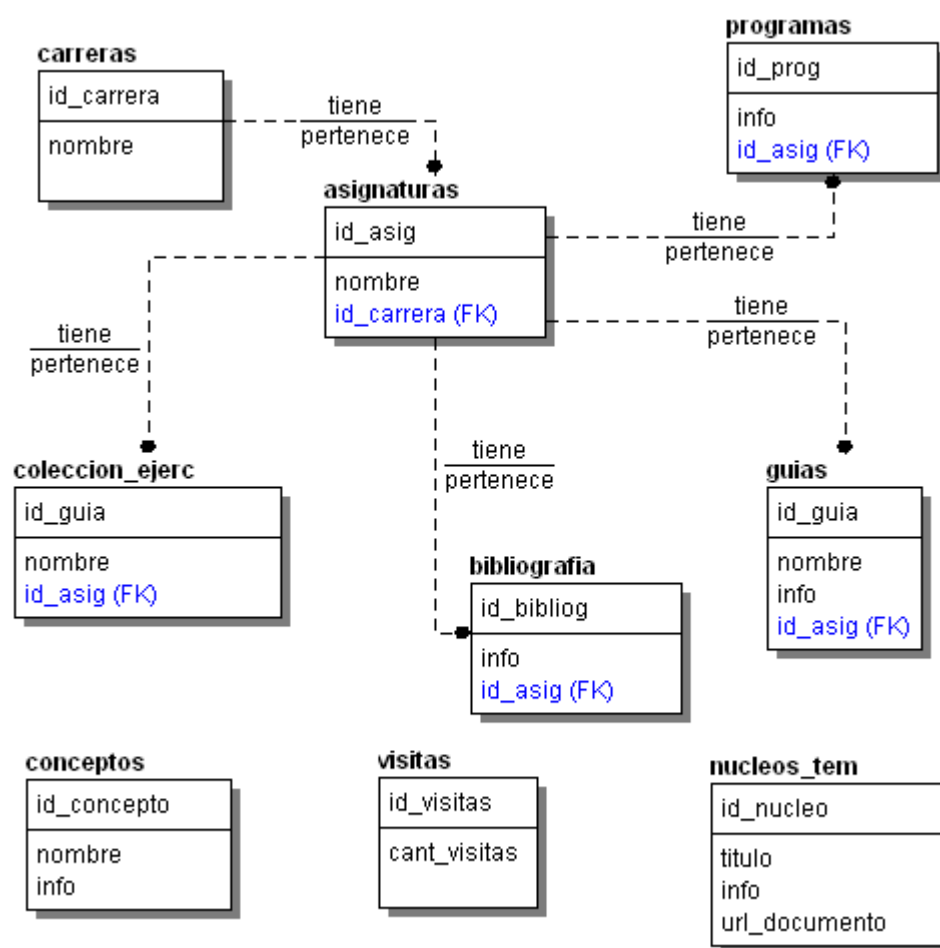 carreras
id_carrera
nombre
tiene
pertenece
programas
id_prog
info
id_asig (FK)
asignaturas
id_asig
nombre
id_carrera (FK)
tiene
pertenece
tiene
pertenece
tiene
pertenece
tiene
pertenece
coleccion_ejerc
id_guia
nombre
id_asig (FK)
bibliografia
id_bibliog
info
id_asig (FK)
guias
id_guia
nombre
info
id_asig (FK)
conceptos
id_concepto
nombre
info
visitas
id_visitas
cant_visitas
nucleos_tem
id_nucleo
titulo
info
url_documento